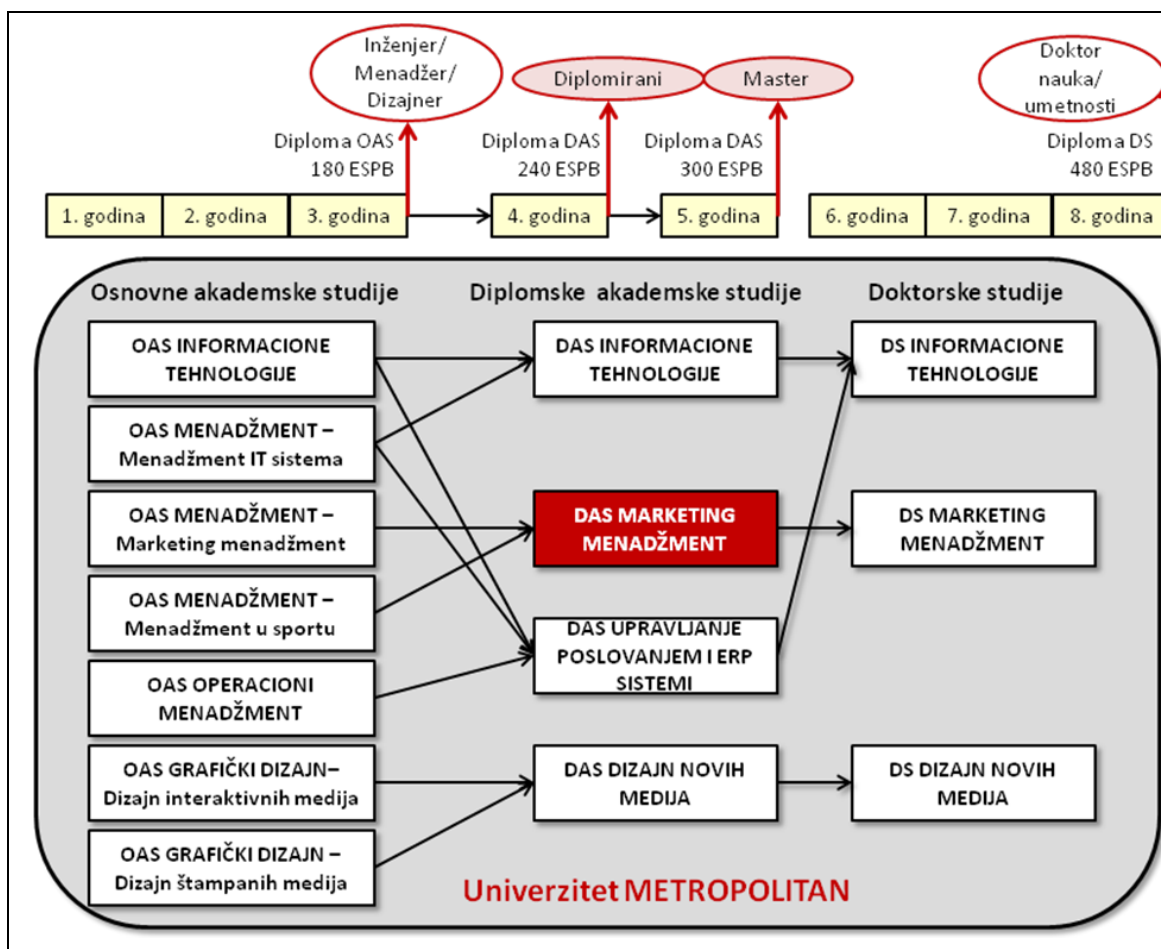 Inženjer/
Menadžer/
Dizajner
Diplomirani
Master
Doktor
nauka/
umetnosti
Diploma OAS
180 ESPB
Diploma DAS
240 ESPB
Diploma DAS
300 ESPB
Diploma DS
480 ESPB
1. godina
2. godina
3. godina
4. godina
5. godina
6. godina
7. godina
8. godina
Osnovne akademske studije
Diplomske akademske studije
Doktorske studije
OAS INFORMACIONE
TEHNOLOGIJE
DAS INFORMACIONE
TEHNOLOGIJE
DS INFORMACIONE
TEHNOLOGIJE
OAS MENADŽMENT –
Menadžment IT sistema
OAS MENADŽMENT –
Marketing menadžment
DAS MARKETING
MENADŽMENT
DS MARKETING
MENADŽMENT
OAS MENADŽMENT –
Menadžment u sportu
DAS UPRAVLJANJE
POSLOVANJEM I ERP
SISTEMI
OAS OPERACIONI
MENADŽMENT
OAS GRAFIČKI DIZAJN–
Dizajn interaktivnih medija
DAS DIZAJN NOVIH
MEDIJA
DS DIZAJN NOVIH
MEDIJA
OAS GRAFIČKI DIZAJN –
Dizajn štampanih medija
Univerzitet METROPOLITAN